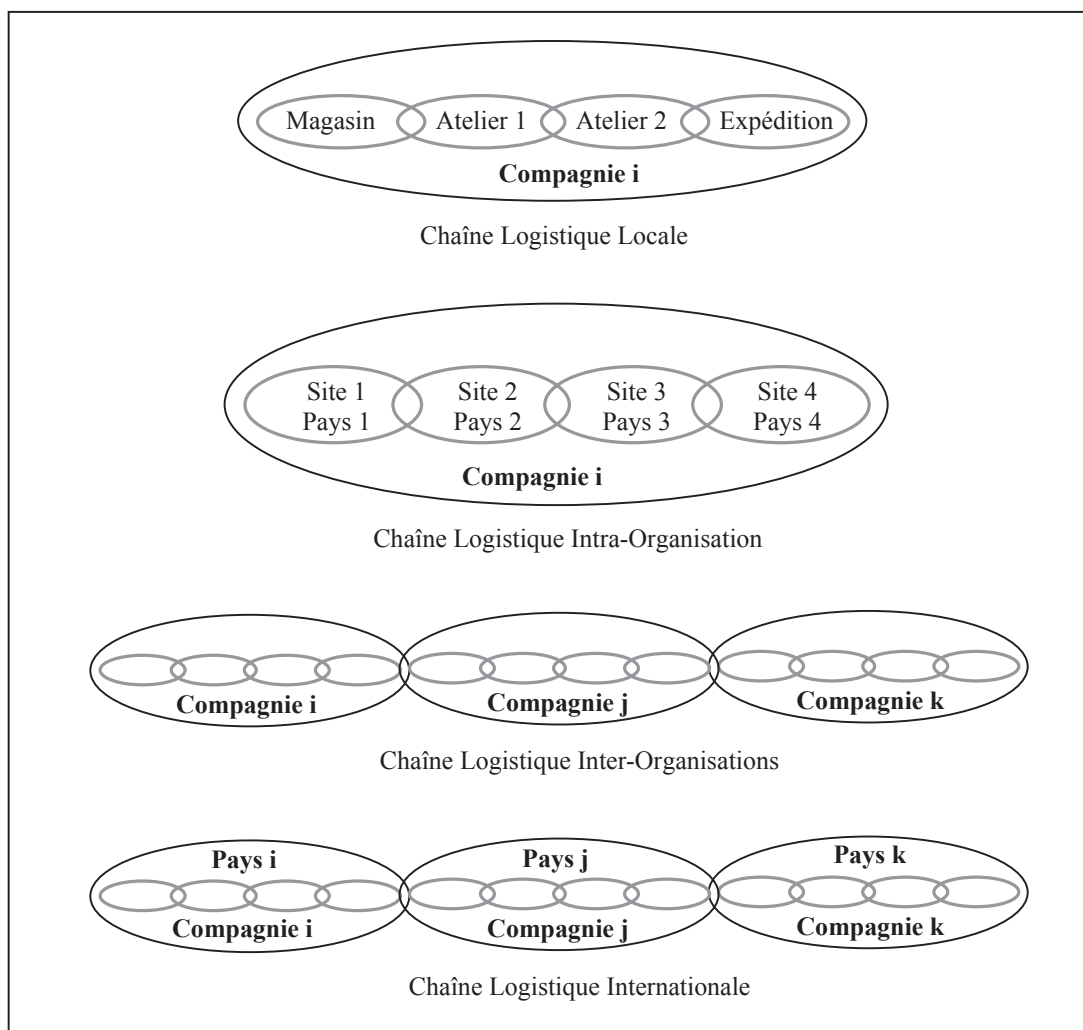 Magasin Atelier 1 Atelier 2 Expédition
Compagnie i
Chaîne Logistique Locale
Site 1 Site 2 Site 3 Site 4
Pays 1 Pays 2 Pays 3 Pays 4
Compagnie i
Chaîne Logistique Intra-Organisation
Compagnie i Compagnie j Compagnie k
Chaîne Logistique Inter-Organisations
Pays i Pays j Pays k
Compagnie i Compagnie j Compagnie k
Chaîne Logistique Internationale